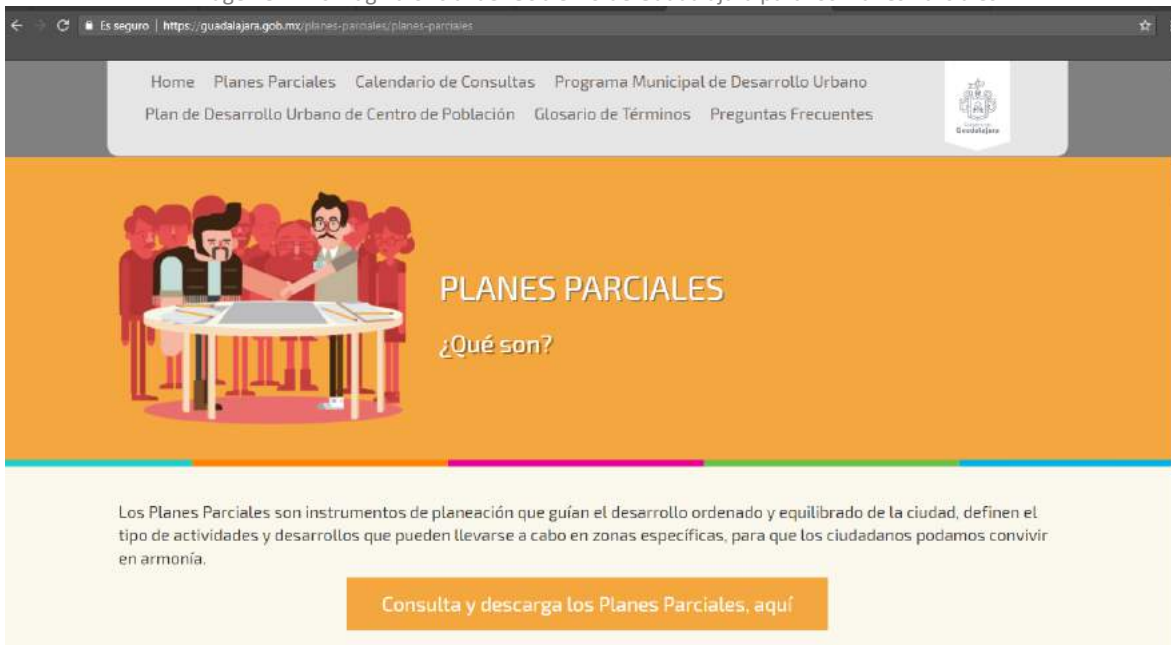 Es seguro | https://guadalajara.gob.mx/planes-parciales/planes-parciales
Home Planes Parciales Calendario de Consultas Programa Municipal de Desarrollo Urbano
Plan de Desarrollo Urbano de Centro de Población Glosario de Términos Preguntas Frecuentes
Gobierno de
Guadalajara
PLANES PARCIALES
¿Qué son?
Los Planes Parciales son instrumentos de planeación que guían el desarrollo ordenado y equilibrado de la ciudad, definen el
tipo de actividades y desarrollos que pueden llevarse a cabo en zonas específicas, para que los ciudadanos podamos convivir
en armonía.
Consulta y descarga los Planes Parciales, aquí